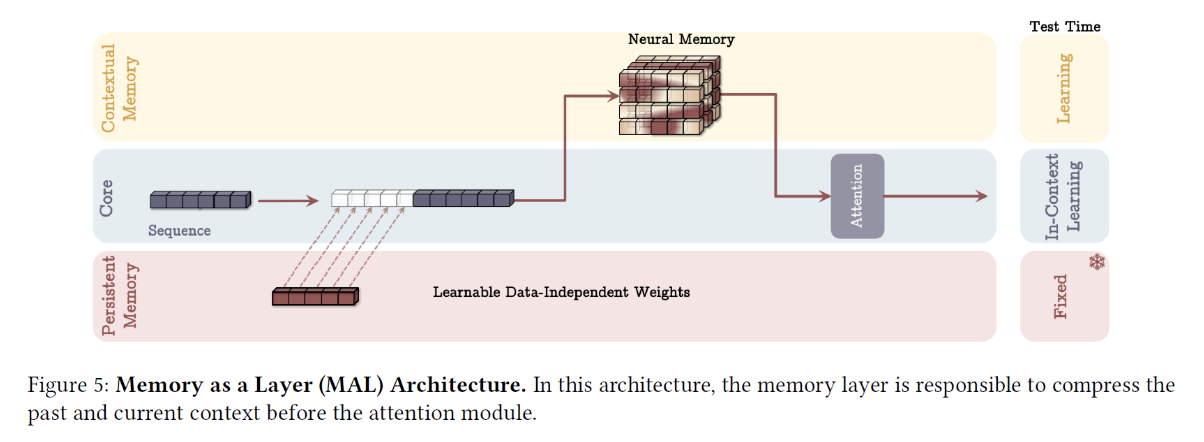 Test Time
Neural Memory
Contextual
Memory
Learning
Core
Sequence
Attention
In-Context
Learning
Persistent
Memory
Learnable Data-Independent Weights
Fixed
Figure 5: Memory as a Layer (MAL) Architecture. In this architecture, the memory layer is responsible to compress the
past and current context before the attention module.